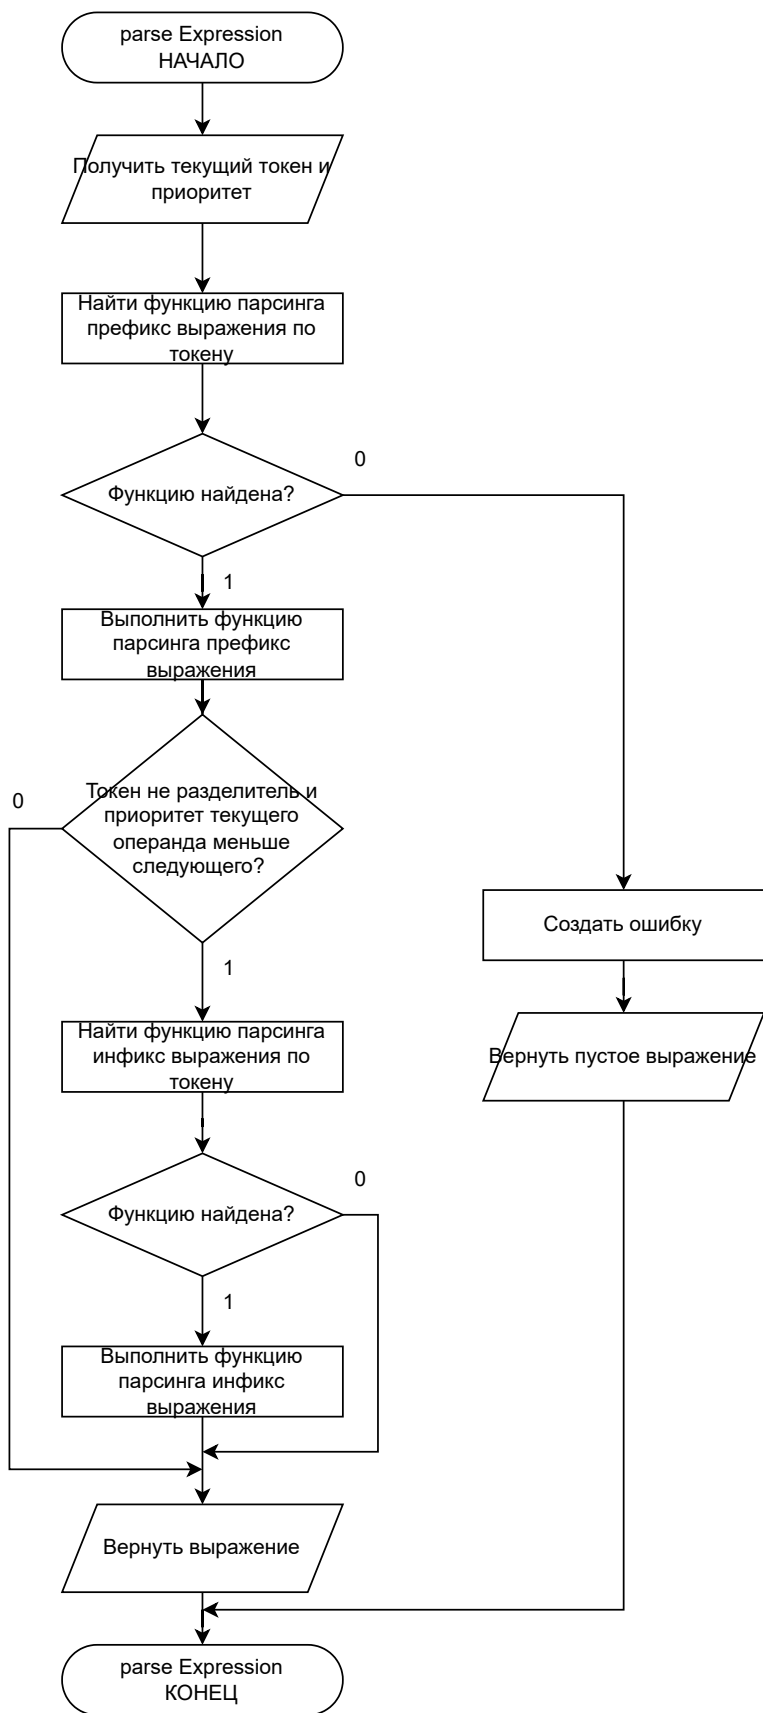 parse Expression
НАЧАЛО
Получить текущий токен и
приоритет
Найти функцию парсинга
префикс выражения по
токену
0
Функцию найдена?
1
Выполнить функцию
парсинга префикс
выражения
0
Токен не разделитель и
приоритет текущего
операнда меньше
следующего?
Создать ошибку
1
Найти функцию парсинга
инфикс выражения по
токену
Вернуть пустое выражение
0
Функцию найдена?
1
Выполнить функцию
парсинга инфикс
выражения
Вернуть выражение
parse Expression
КОНЕЦ